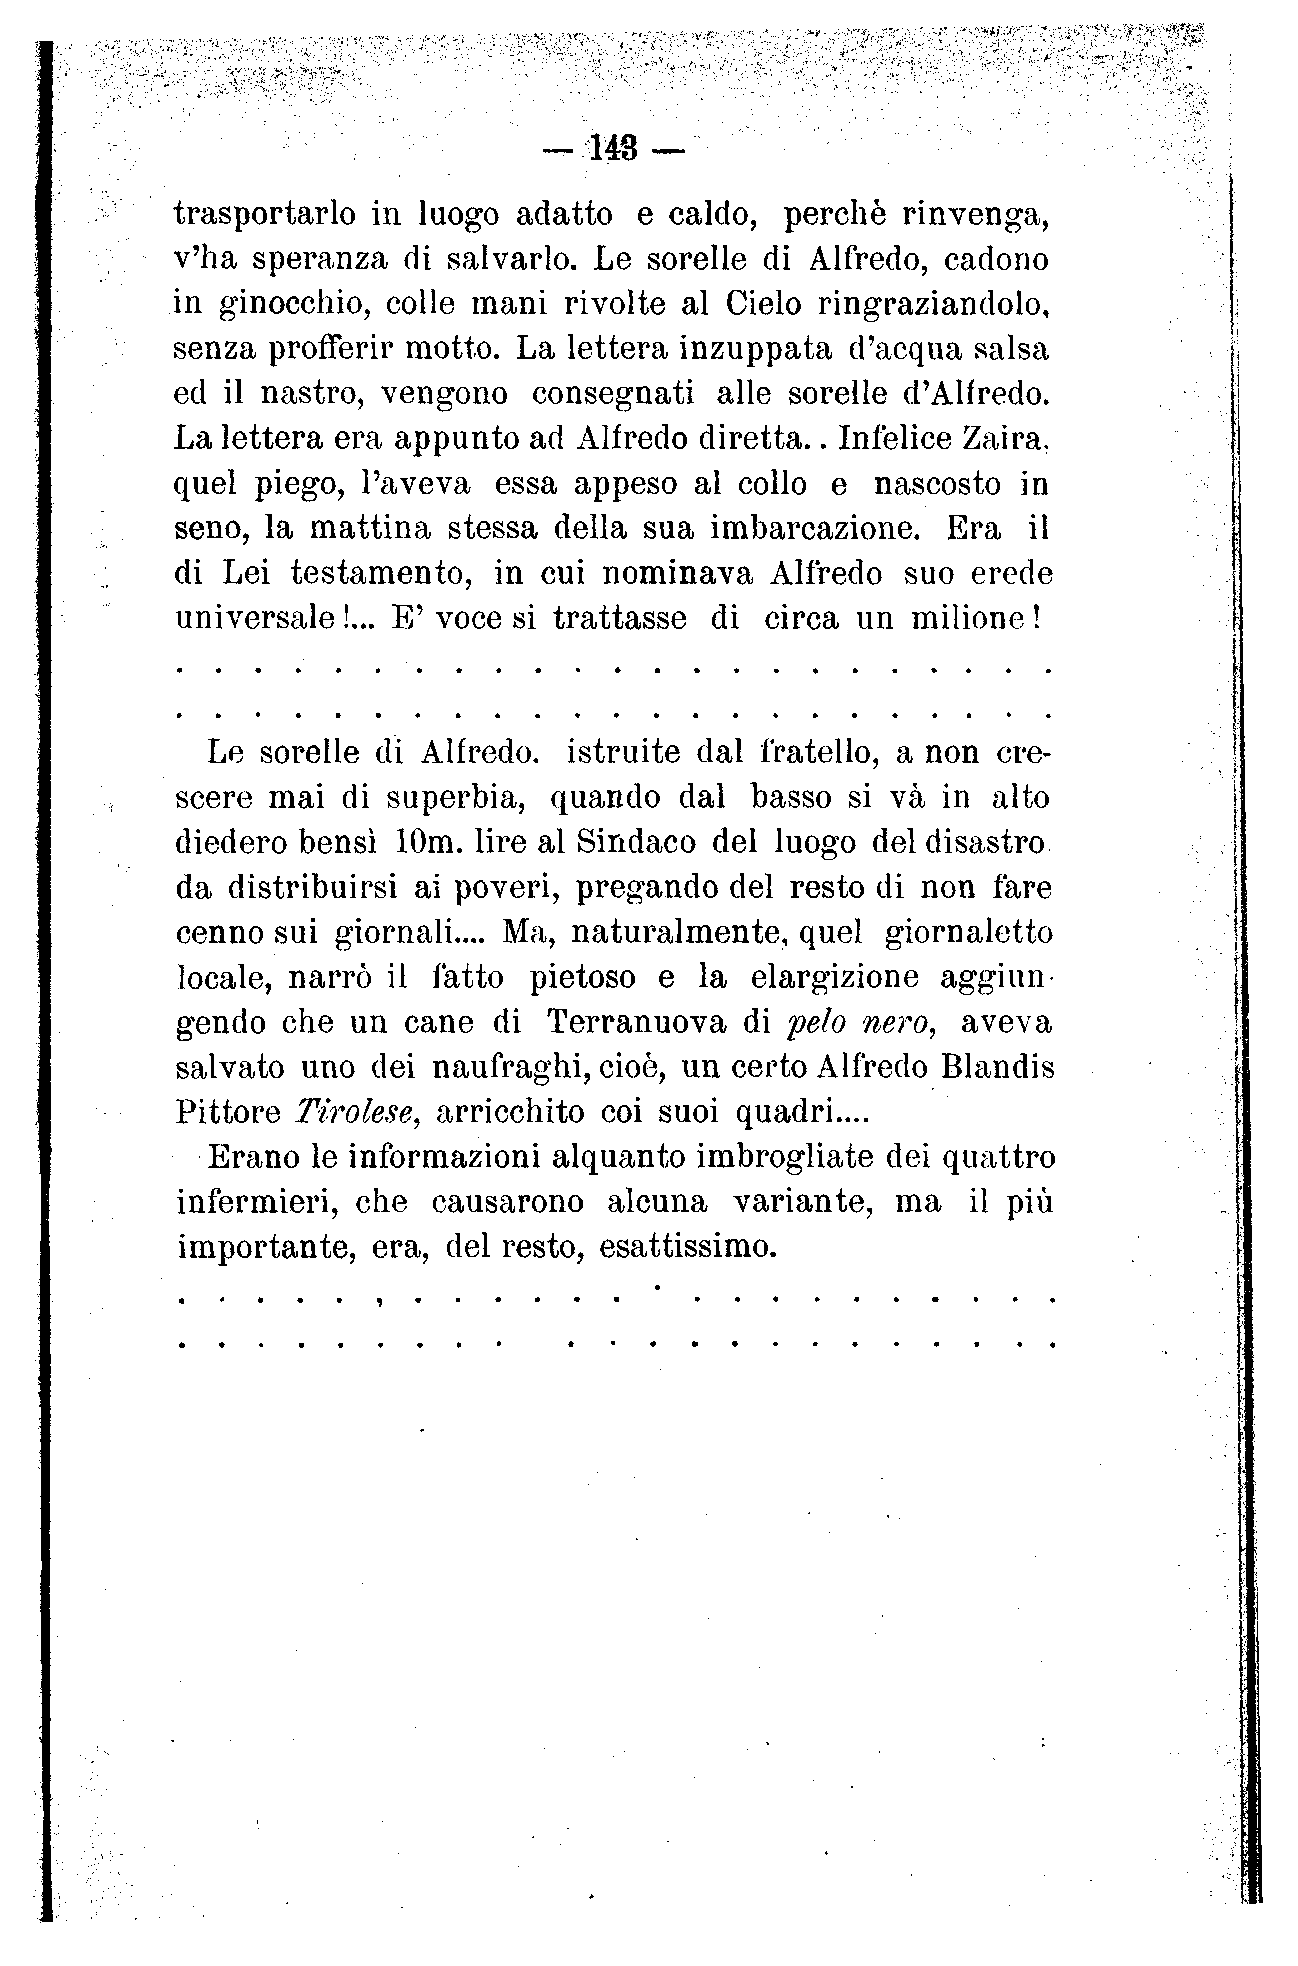 — 143 —
trasportarlo in luogo adatto e caldo, perchè rinvenga,
v'ha speranza di salvarlo. Le sorelle di Alfredo, cadono
in ginocchio, colle mani rivolte al Cielo ringraziandolo,
senza profferir motto. La lettera inzuppata d'acqua salsa
ed il nastro, vengono consegnati alle sorelle d'Alfredo.
La lettera era appunto ad Alfredo diretta.. Infelice Zaira,
quel piego, l'aveva essa appeso al collo e nascosto in
seno, la mattina stessa della sua imbarcazione. Era il
di Lei testamento, in cui nominava Alfredo suo erede
universale!... E' voce si trattasse di circa un milione!
. . . . . . . . . . . . . . . . . . . . . . .
. . . . . . . . . . . . . . . . . . . . . . .
Le sorelle di Alfredo. istruite dal fratello, a non cre-
scere mai di superbia, quando dal basso si và in alto
diedero bensì 10m. lire al Sindaco del luogo del disastro
da distribuirsi ai poveri, pregando del resto di non fare
cenno sui giornali.... Ma, naturalmente, quel giornaletto
locale, narrò il fatto pietoso e la elargizione aggiun-
gendo che un cane di Terranuova di pelo nero, aveva
salvato uno dei naufraghi, cioè, un certo Alfredo Blandis
Pittore Tirolese, arricchito coi suoi quadri....
Erano le informazioni alquanto imbrogliate dei quattro
infermieri, che causarono alcuna variante, ma il più
importante, era, del resto, esattissimo.
. . . . . . . . . . . . . . . . . . . . . . .
. . . . . . . . . . . . . . . . . . . . . .